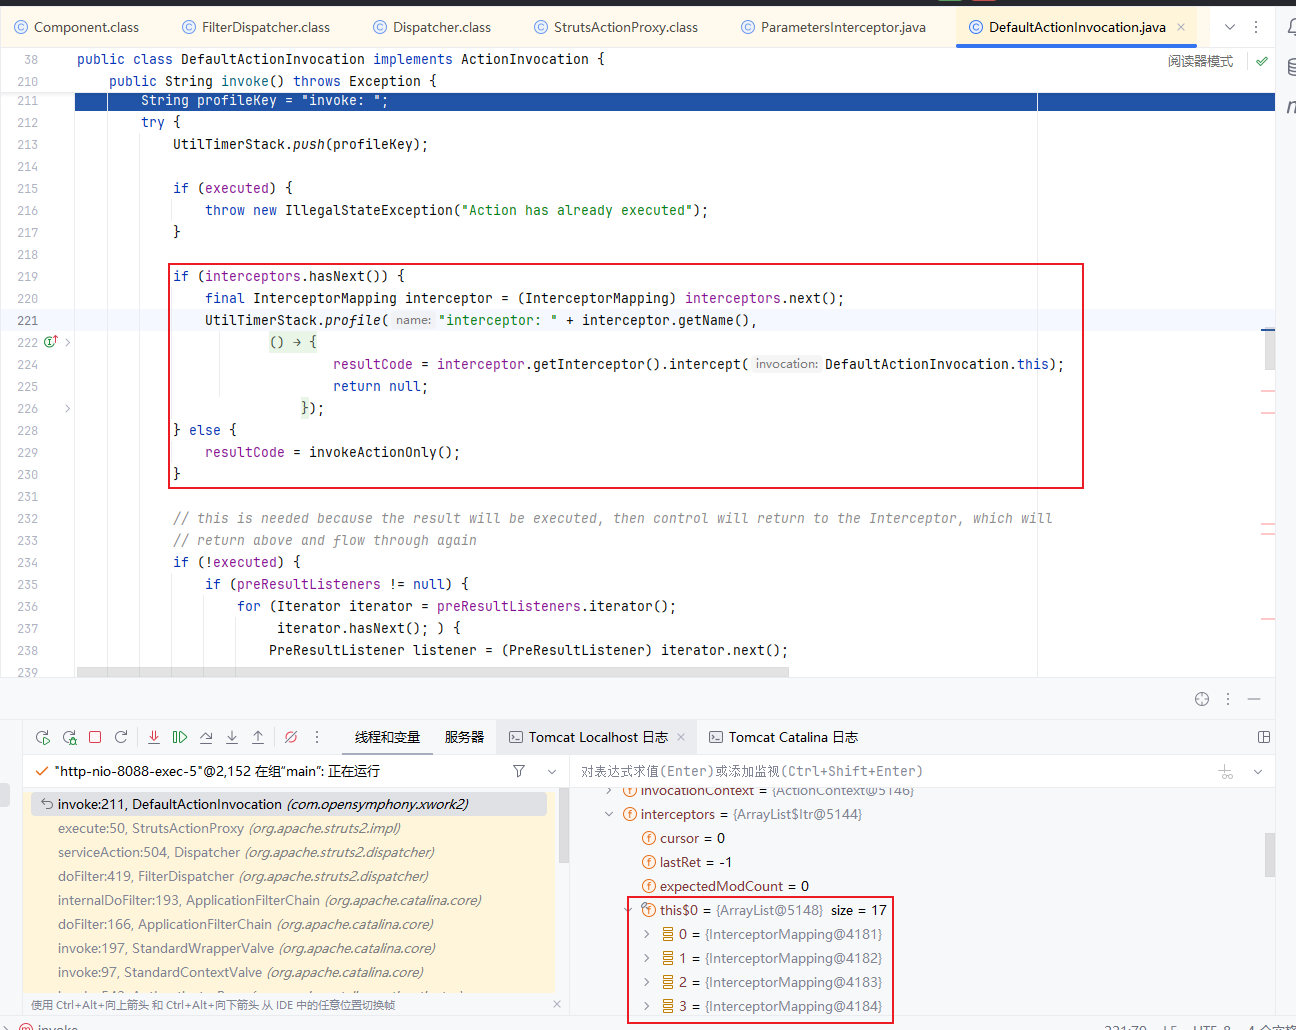 Component.class FilterDispatcher.class Dispatcher.class StrutsActionProxy.class ParametersInterceptor.java DefaultActionInvocation.java
38 public class DefaultActionInvocation implements ActionInvocation { 阅读器模式
210 public String invoke() throws Exception {
211 String profileKey = "invoke: ";
212 try {
213 UtilTimerStack.push(profileKey);
214
215 if (executed) {
216 throw new IllegalStateException("Action has already executed");
217 }
218
219 if (interceptors.hasNext()) {
220 final InterceptorMapping interceptor = (InterceptorMapping) interceptors.next();
221 UtilTimerStack.profile( name: "interceptor: " + interceptor.getName(),
222 () → {
224 resultCode = interceptor.getInterceptor().intercept( invocation: DefaultActionInvocation.this);
225 return null;
226 });
228 } else {
229 resultCode = invokeActionOnly();
230 }
231
232 // this is needed because the result will be executed, then control will return to the Interceptor, which will
233 // return above and flow through again
234 if (!executed) {
235 if (preResultListeners != null) {
236 for (Iterator iterator = preResultListeners.iterator();
237 iterator.hasNext(); ) {
238 PreResultListener listener = (PreResultListener) iterator.next();
239
线程和变量 服务器 Tomcat Localhost 日志 Tomcat Catalina 日志
"http-nio-8088-exec-5"@2,152 在组"main": 正在运行
invoke:211, DefaultActionInvocation (com.opensymphony.xwork2)
execute:50, StrutsActionProxy (org.apache.struts2.impl)
serviceAction:504, Dispatcher (org.apache.struts2.dispatcher)
doFilter:419, FilterDispatcher (org.apache.struts2.dispatcher)
internalDoFilter:193, ApplicationFilterChain (org.apache.catalina.core)
doFilter:166, ApplicationFilterChain (org.apache.catalina.core)
invoke:197, StandardWrapperValve (org.apache.catalina.core)
invoke:97, StandardContextValve (org.apache.catalina.core)
使用 Ctrl+Alt+向上箭头 和 Ctrl+Alt+向下箭头 从 IDE 中的任意位置切换帧
对表达式求值(Enter)或添加监视(Ctrl+Shift+Enter)
invocationContext = {ActionContext@5146}
interceptors = {ArrayList$Itr@5144}
cursor = 0
lastRet = -1
expectedModCount = 0
this$0 = {ArrayList@5148} size = 17
0 = {InterceptorMapping@4181}
1 = {InterceptorMapping@4182}
2 = {InterceptorMapping@4183}
3 = {InterceptorMapping@4184}
invoke